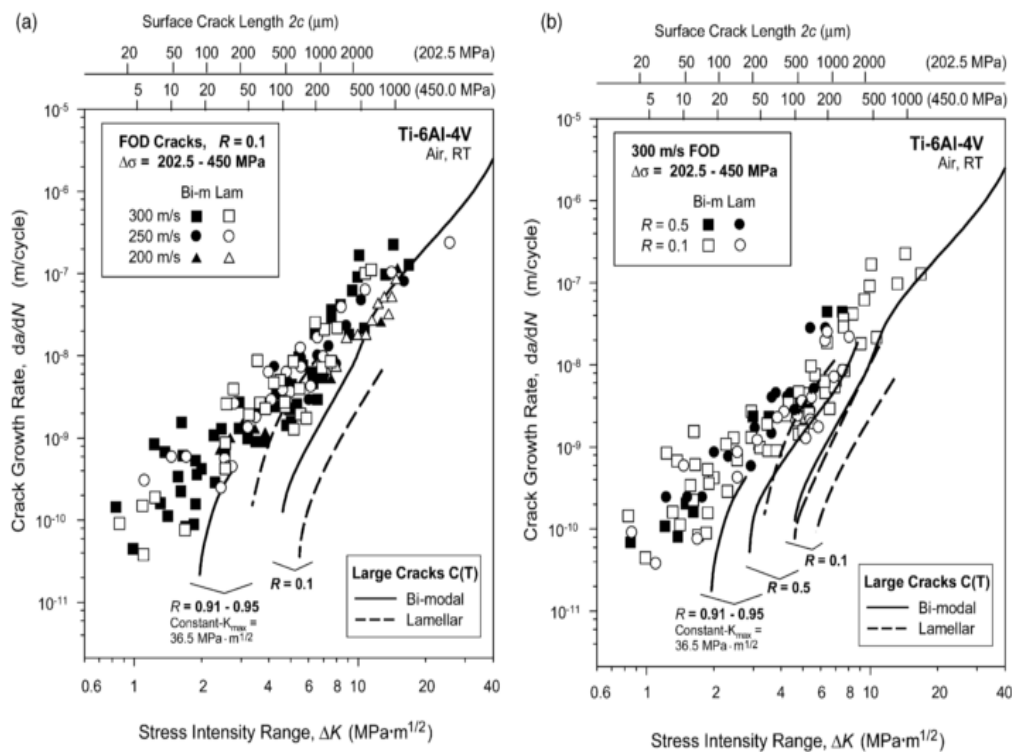 (a)
Surface Crack Length 2c (μm)
20 50 100 200 500 1000 2000 (202.5 MPa)
5 10 20 50 100 200 500 1000 (450.0 MPa)
10-5
10-6
10-7
10-8
10-9
10-10
10-11
Crack Growth Rate, da/dN (m/cycle)
FOD Cracks, R = 0.1
Δσ = 202.5 - 450 MPa
Bi-m Lam
300 m/s
250 m/s
200 m/s
Ti-6Al-4V
Air, RT
R = 0.1
R = 0.91 - 0.95
Constant-Kmax =
36.5 MPa·m1/2
Large Cracks C(T)
Bi-modal
Lamellar
0.6 1 2 4 6 8 10 20 40
Stress Intensity Range, ΔK (MPa·m1/2)
(b)
Surface Crack Length 2c (μm)
20 50 100 200 500 1000 2000 (202.5 MPa)
5 10 20 50 100 200 500 1000 (450.0 MPa)
10-5
10-6
10-7
10-8
10-9
10-10
10-11
Crack Growth Rate, da/dN (m/cycle)
300 m/s FOD
Δσ = 202.5 - 450 MPa
Bi-m Lam
R = 0.5
R = 0.1
Ti-6Al-4V
Air, RT
R = 0.1
R = 0.5
R = 0.91 - 0.95
Constant-Kmax =
36.5 MPa·m1/2
Large Cracks C(T)
Bi-modal
Lamellar
0.6 1 2 4 6 8 10 20 40
Stress Intensity Range, ΔK (MPa·m1/2)